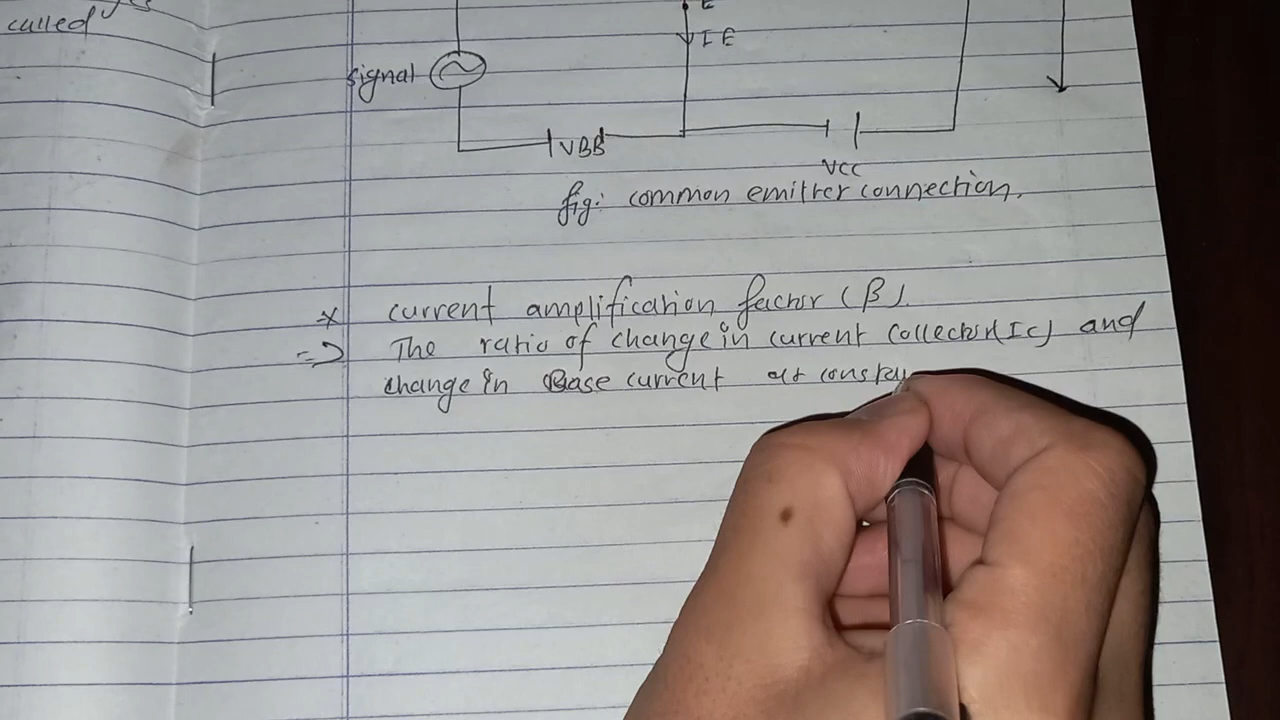 called
E
IE
signal
VBB
VCC
fig: common emitter connection.
* current amplification factor (β).
=> The ratio of change in current collector (Ic) and
change in Base current at constan